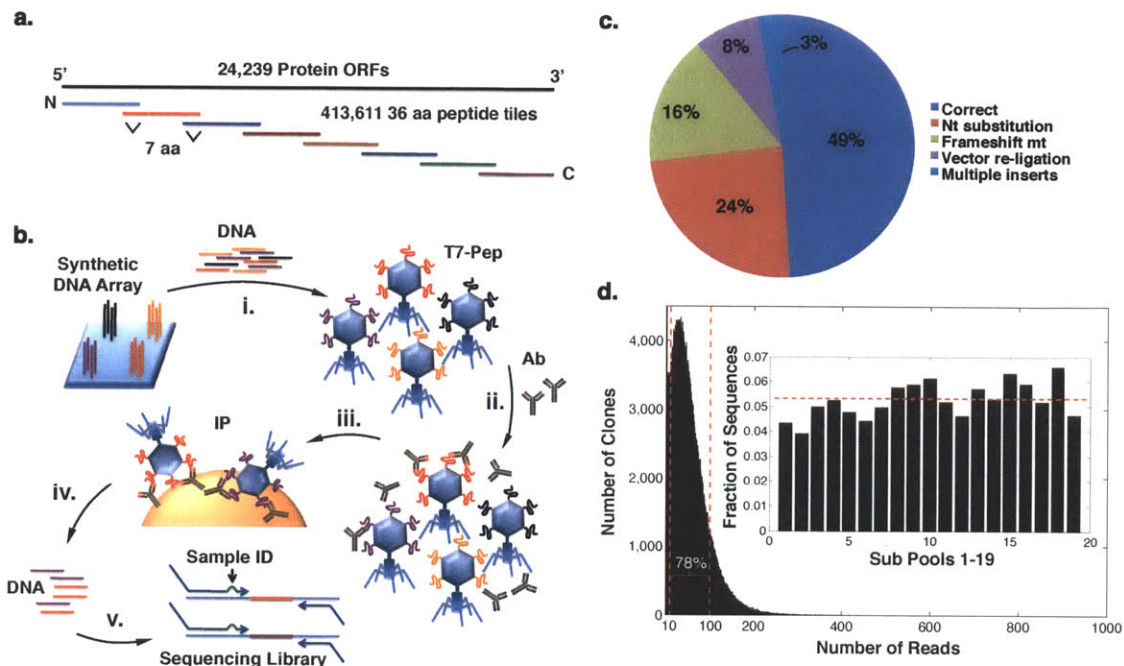 a.
5'
24,239 Protein ORFs
3'
N
413,611 36 aa peptide tiles
7 aa
C
b.
DNA
T7-Pep
Synthetic
DNA Array
i.
Ab
ii.
IP
iii.
iv.
Sample ID
DNA
v.
Sequencing Library
c.
3%
8%
16%
49%
24%
Correct
Nt substitution
Frameshift mt
Vector re-ligation
Multiple inserts
d.
Number of Clones
4,000
3,000
2,000
1,000
0
78%
10
100
200
400
600
800
1000
Number of Reads
Fraction of Sequences
0.07
0.06
0.05
0.04
0.03
0.02
0.01
0
0
5
10
15
20
Sub Pools 1-19